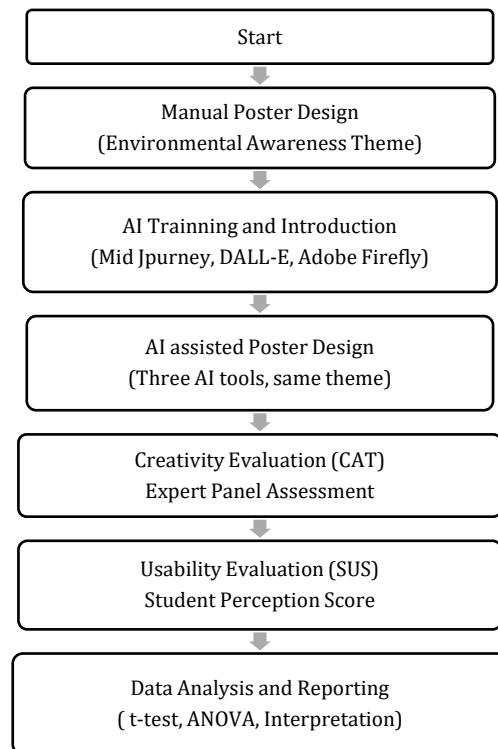 Start
Manual Poster Design
(Environmental Awareness Theme)
AI Trainning and Introduction
(Mid Jpurney, DALL-E, Adobe Firefly)
AI assisted Poster Design
(Three AI tools, same theme)
Creativity Evaluation (CAT)
Expert Panel Assessment
Usability Evaluation (SUS)
Student Perception Score
Data Analysis and Reporting
( t-test, ANOVA, Interpretation)